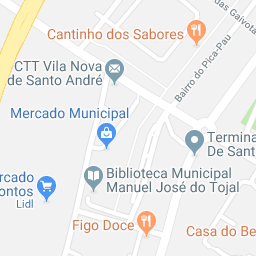 as Gaivota
Cantinho dos Sabores
Bairro do Pica-Pau
CTT Vila Nova
de Santo André
Mercado Municipal
Termina
De Sant
Biblioteca Municipal
Manuel José do Tojal
rcado
ontos
Lidl
Figo Doce
Casa do Be